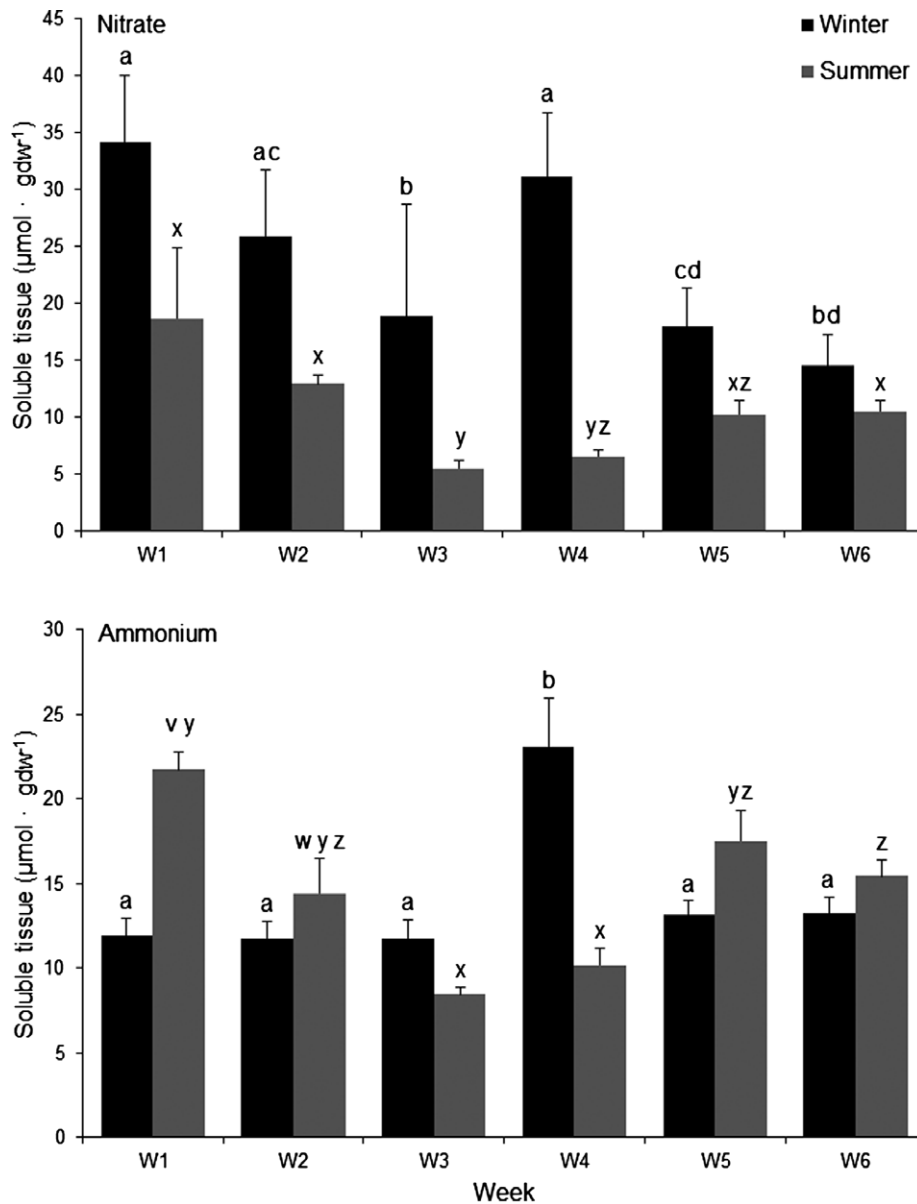 Nitrate
Winter
Summer
Soluble tissue (µmol · gdw⁻¹)
45
40
35
30
25
20
15
10
5
0
a
x
ac
x
b
y
a
yz
cd
xz
bd
x
W1 W2 W3 W4 W5 W6
Ammonium
Soluble tissue (µmol · gdw⁻¹)
30
25
20
15
10
5
0
a
v y
a
w y z
a
x
b
x
a
yz
a
z
W1 W2 W3 W4 W5 W6
Week